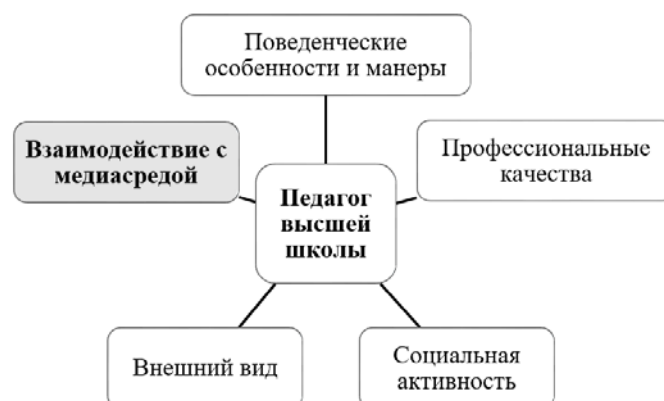 Поведенческие
особенности и манеры
Взаимодействие с
медиасредой
Профессиональные
качества
Педагог
высшей
школы
Внешний вид
Социальная
активность